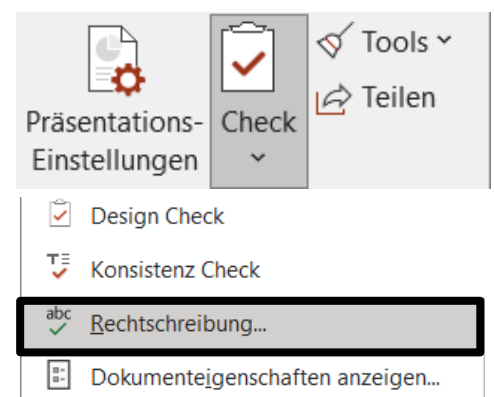 Präsentations-
Einstellungen
Check
Tools
Teilen
Design Check
Konsistenz Check
abc
Rechtschreibung...
Dokumenteigenschaften anzeigen...